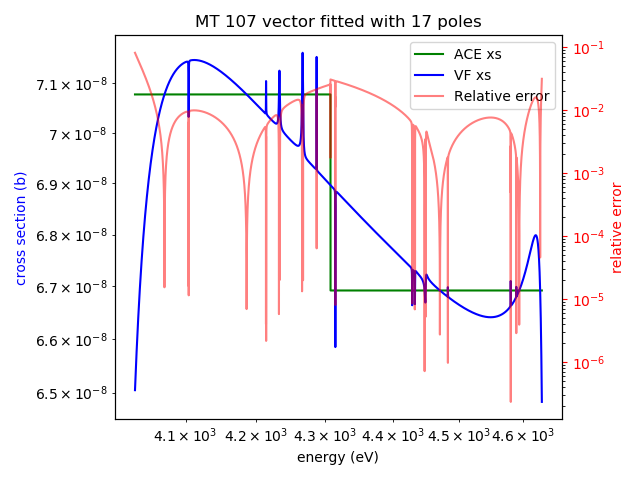 MT 107 vector fitted with 17 poles
ACE xs
VF xs
Relative error
cross section (b)
7.1 × 10⁻⁸
7 × 10⁻⁸
6.9 × 10⁻⁸
6.8 × 10⁻⁸
6.7 × 10⁻⁸
6.6 × 10⁻⁸
6.5 × 10⁻⁸
10⁻¹
10⁻²
10⁻³
10⁻⁴
10⁻⁵
10⁻⁶
relative error
4.1 × 10³ 4.2 × 10³ 4.3 × 10³ 4.4 × 10³ 4.5 × 10³ 4.6 × 10³
energy (eV)